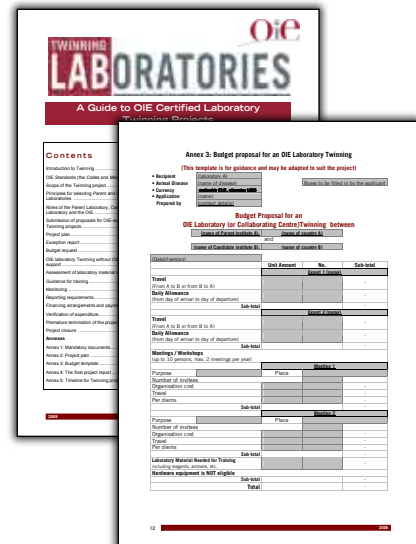 Oie
TWINNING
LABORATORIES
A Guide to OIE Certified Laboratory
Twinning Projects
Contents
Introduction to Twinning
OIE Standards (the Codes and
Scope of the Twinning project
Principles for selecting Parent and
Laboratories
Roles of the Parent Laboratory,
Laboratory and the OIE
Submission of proposals for OIE
Twinning projects
Project plan
Exception report
Budget request
OIE laboratory Twinning without
support
Assessment of laboratory material
Guidance for training
Monitoring
Reporting requirements
Financing arrangements and
Verification of expenditure
Premature termination of the
Project closure
Annexes
Annex 1: Mandatory documents
Annex 2: Project plan
Annex 3: Budget template
Annex 4: The final project report
Annex 5: Timeline for Twinning
2008
Annex 3: Budget proposal for an OIE Laboratory Twinning
(This template is for guidance and may be adapted to suit the project)
• Recipient (laboratory A)
• Animal Disease (name of disease) Boxes to be filled in by the applicant
• Currency
• Application (name)
Prepared by (contact details)
Budget Proposal for an
OIE Laboratory (or Collaborating Centre)Twinning between
(name of Parent Institute A), (name of country A)
and
(name of Candidate Institute B), (name of country B)
(Date)(version)
Unit Amount No. Sub-total
Expert 1 (name)
Travel -
(From A to B or from B to A)
Daily Allowance -
(from day of arrival to day of departure)
Sub-total -
Expert 2 (name)
Travel -
(From A to B or from B to A)
Daily Allowance -
(from day of arrival to day of departure)
Sub-total -
Meetings / Workshops
(up to 10 persons, max. 2 meetings per year)
Meeting 1
Purpose Place
Number of invitees
Organisation cost -
Travel -
Per diems -
Sub-total -
Meeting 2
Purpose Place
Number of invitees
Organisation cost -
Travel -
Per diems -
Sub-total -
Laboratory Material Needed for Training -
including reagents, antisera, etc.
Hardware equipment is NOT eligible
Sub-total -
Total -
12 2008